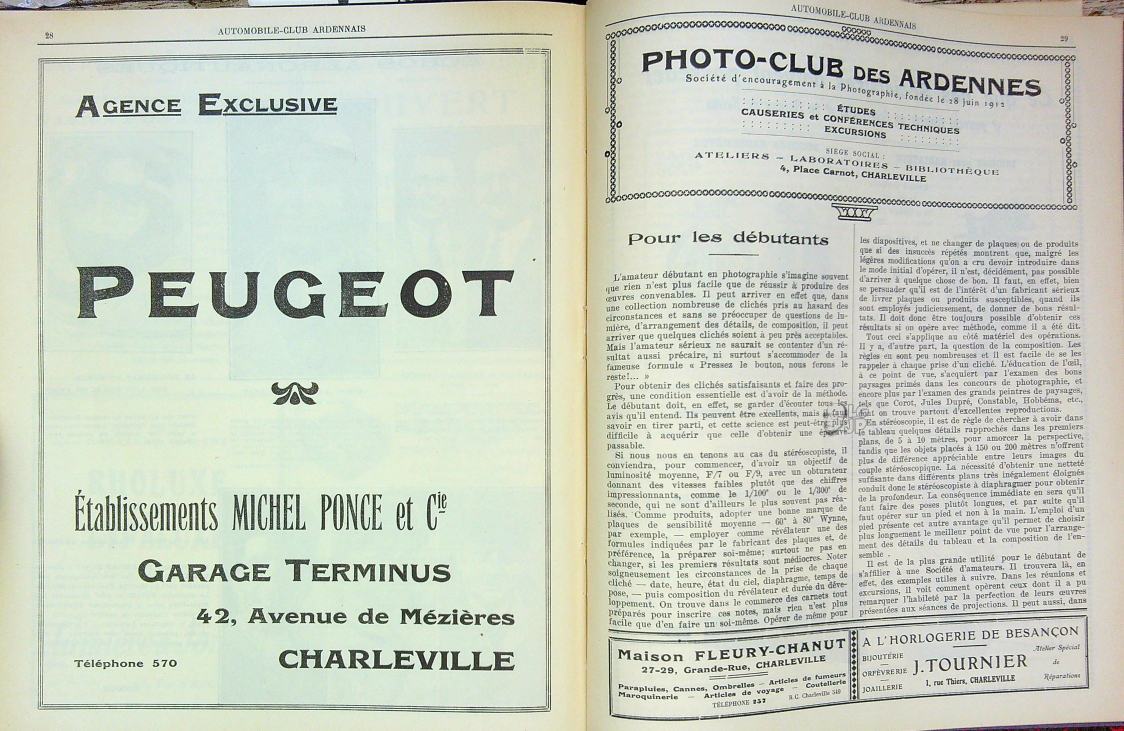 28
AUTOMOBILE-CLUB ARDENNAIS
AGENCE EXCLUSIVE
PEUGEOT
Établissements MICHEL PONCE et Cie
GARAGE TERMINUS
42, Avenue de Mézières
Téléphone 570
CHARLEVILLE
AUTOMOBILE-CLUB ARDENNAIS
29
PHOTO-CLUB DES ARDENNES
Société d'encouragement à la Photographie, fondée le 28 juin 1912
ÉTUDES
CAUSERIES et CONFÉRENCES TECHNIQUES
EXCURSIONS
SIEGE SOCIAL :
ATELIERS — LABORATOIRES — BIBLIOTHÈQUE
4, Place Carnot, CHARLEVILLE
Pour les débutants
L'amateur débutant en photographie s'imagine souvent
que rien n'est plus facile que de réussir à produire des
œuvres convenables. Il peut arriver en effet que, dans
une collection nombreuse de clichés pris au hasard des
circonstances et sans se préoccuper de questions de lu-
mière, d'arrangement des détails, de composition, il peut
arriver que quelques clichés soient à peu près acceptables.
Mais l'amateur sérieux ne saurait se contenter d'un ré-
sultat aussi précaire, ni surtout s'accommoder de la
fameuse formule « Pressez le bouton, nous ferons le
reste!... »
Pour obtenir des clichés satisfaisants et faire des pro-
grès, une condition essentielle est d'avoir de la méthode.
Le débutant doit, en effet, se garder d'écouter tous les
avis qu'il entend. Ils peuvent être excellents, mais il faut
savoir en tirer parti, et cette science est peut-être plus
difficile à acquérir que celle d'obtenir une épreuve
passable.
Si nous nous en tenons au cas du stéréoscopiste, il
conviendra, pour commencer, d'avoir un objectif de
luminosité moyenne, F/7 ou F/9, avec un obturateur
donnant des vitesses faibles plutôt que des chiffres
impressionnants, comme le 1/100e ou le 1/300e de
seconde, qui ne sont d'ailleurs le plus souvent pas réa-
lisés. Comme produits, adopter une bonne marque de
plaques de sensibilité moyenne — 60° à 80° Wynne,
par exemple, — employer comme révélateur une des
formules indiquées par le fabricant des plaques et, de
préférence, la préparer soi-même; surtout ne pas en
changer, si les premiers résultats sont médiocres. Noter
soigneusement les circonstances de la prise de chaque
cliché — date, heure, état du ciel, diaphragme, temps de
pose, — puis composition du révélateur et durée du déve-
loppement. On trouve dans le commerce des carnets tout
préparés pour inscrire ces notes, mais rien n'est plus
facile que d'en faire un soi-même. Opérer de même pour
les diapositives, et ne changer de plaques ou de produits
que si des insuccès répétés montrent que, malgré les
légères modifications qu'on a cru devoir introduire dans
le mode initial d'opérer, il n'est, décidément, pas possible
d'arriver à quelque chose de bon. Il faut, en effet, bien
se persuader qu'il est de l'intérêt d'un fabricant sérieux
de livrer plaques ou produits susceptibles, quand ils
sont employés judicieusement, de donner de bons résul-
tats. Il doit donc être toujours possible d'obtenir ces
résultats si on opère avec méthode, comme il a été dit.
Tout ceci s'applique au côté matériel des opérations.
Il y a, d'autre part, la question de la composition. Les
règles en sont peu nombreuses et il est facile de se les
rappeler à chaque prise d'un cliché. L'éducation de l'œil,
à ce point de vue, s'acquiert par l'examen des bons
paysages primés dans les concours de photographie, et
encore plus par l'examen des grands peintres de paysages,
tels que Corot, Jules Dupré, Constable, Hobbéma, etc.,
dont on trouve partout d'excellentes reproductions.
En stéréoscopie, il est de règle de chercher à avoir dans
le tableau quelques détails rapprochés dans les premiers
plans, de 5 à 10 mètres, pour amorcer la perspective,
tandis que les objets placés à 150 ou 200 mètres n'offrent
plus de différence appréciable entre leurs images du
couple stéréoscopique. La nécessité d'obtenir une netteté
suffisante dans différents plans très inégalement éloignés
conduit donc le stéréoscopiste à diaphragmer pour obtenir
de la profondeur. La conséquence immédiate en sera qu'il
faut faire des poses plutôt longues, et par suite qu'il
faut opérer sur un pied et non à la main. L'emploi d'un
pied présente cet autre avantage qu'il permet de choisir
plus longuement le meilleur point de vue pour l'arrange-
ment des détails du tableau et la composition de l'en-
semble .
Il est de la plus grande utilité pour le débutant de
s'affilier à une Société d'amateurs. Il trouvera là, en
effet, des exemples utiles à suivre. Dans les réunions et
excursions, il voit comment opèrent ceux dont il a pu
remarquer l'habileté par la perfection de leurs œuvres
présentées aux séances de projections. Il peut aussi, dans
Maison FLEURY-CHANUT
27-29, Grande-Rue, CHARLEVILLE
Parapluies, Cannes, Ombrelles — Articles de fumeurs
Maroquinerie — Articles de voyage — Coutellerie
TÉLÉPHONE 257
R.C. Charleville 349
A L'HORLOGERIE DE BESANÇON
BIJOUTERIE
ORFÈVRERIE
JOAILLERIE
J. TOURNIER
1, rue Thiers, CHARLEVILLE
Atelier Spécial
de
Réparations